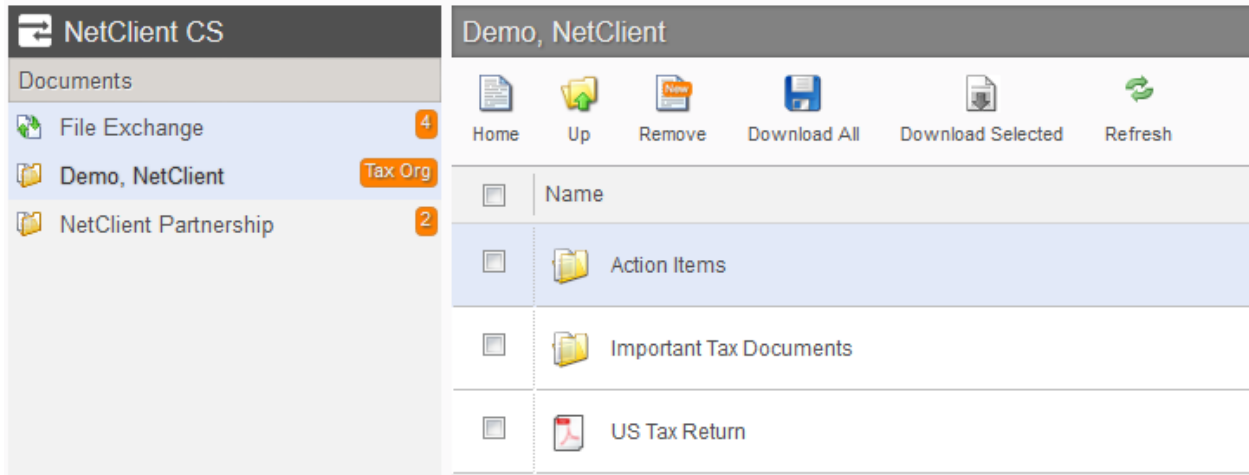 NetClient CS
Documents
File Exchange 4
Demo, NetClient Tax Org
NetClient Partnership 2
Demo, NetClient
New
Home Up Remove Download All Download Selected Refresh
Name
Action Items
Important Tax Documents
US Tax Return